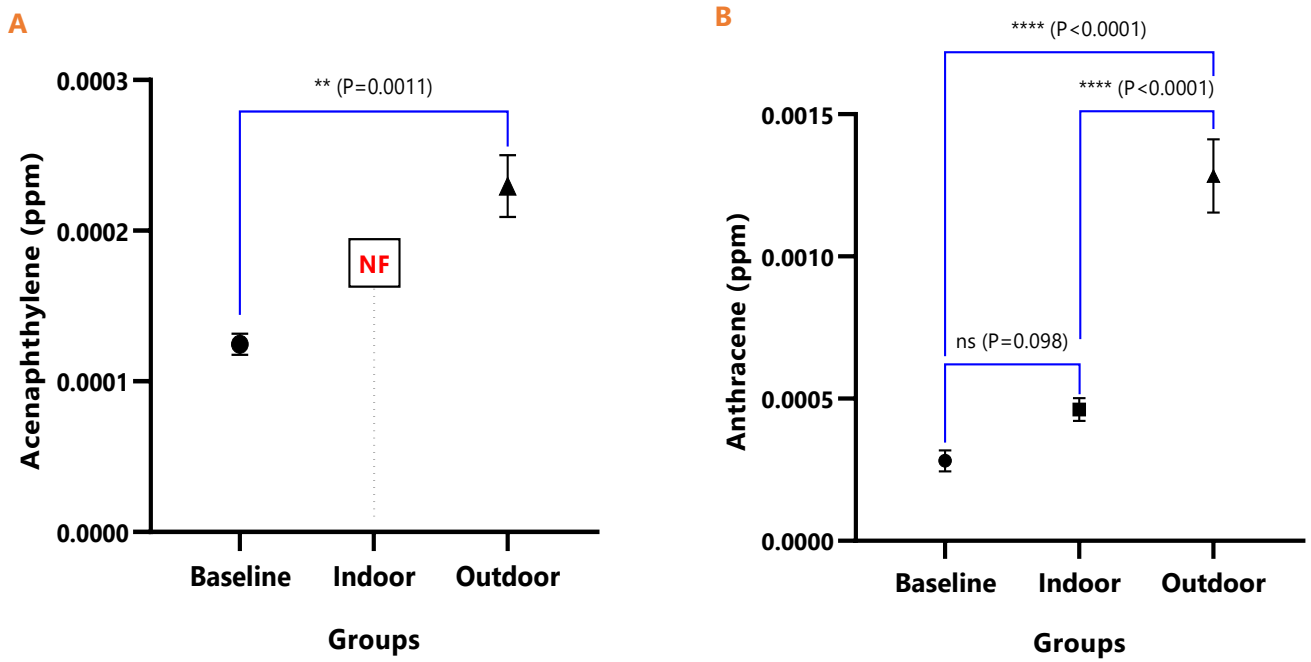 A
** (P=0.0011)
0.0003
0.0002
0.0001
0.0000
Acenaphthylene (ppm)
NF
Baseline Indoor Outdoor
Groups
B
**** (P<0.0001)
**** (P<0.0001)
ns (P=0.098)
0.0015
0.0010
0.0005
0.0000
Anthracene (ppm)
Baseline Indoor Outdoor
Groups